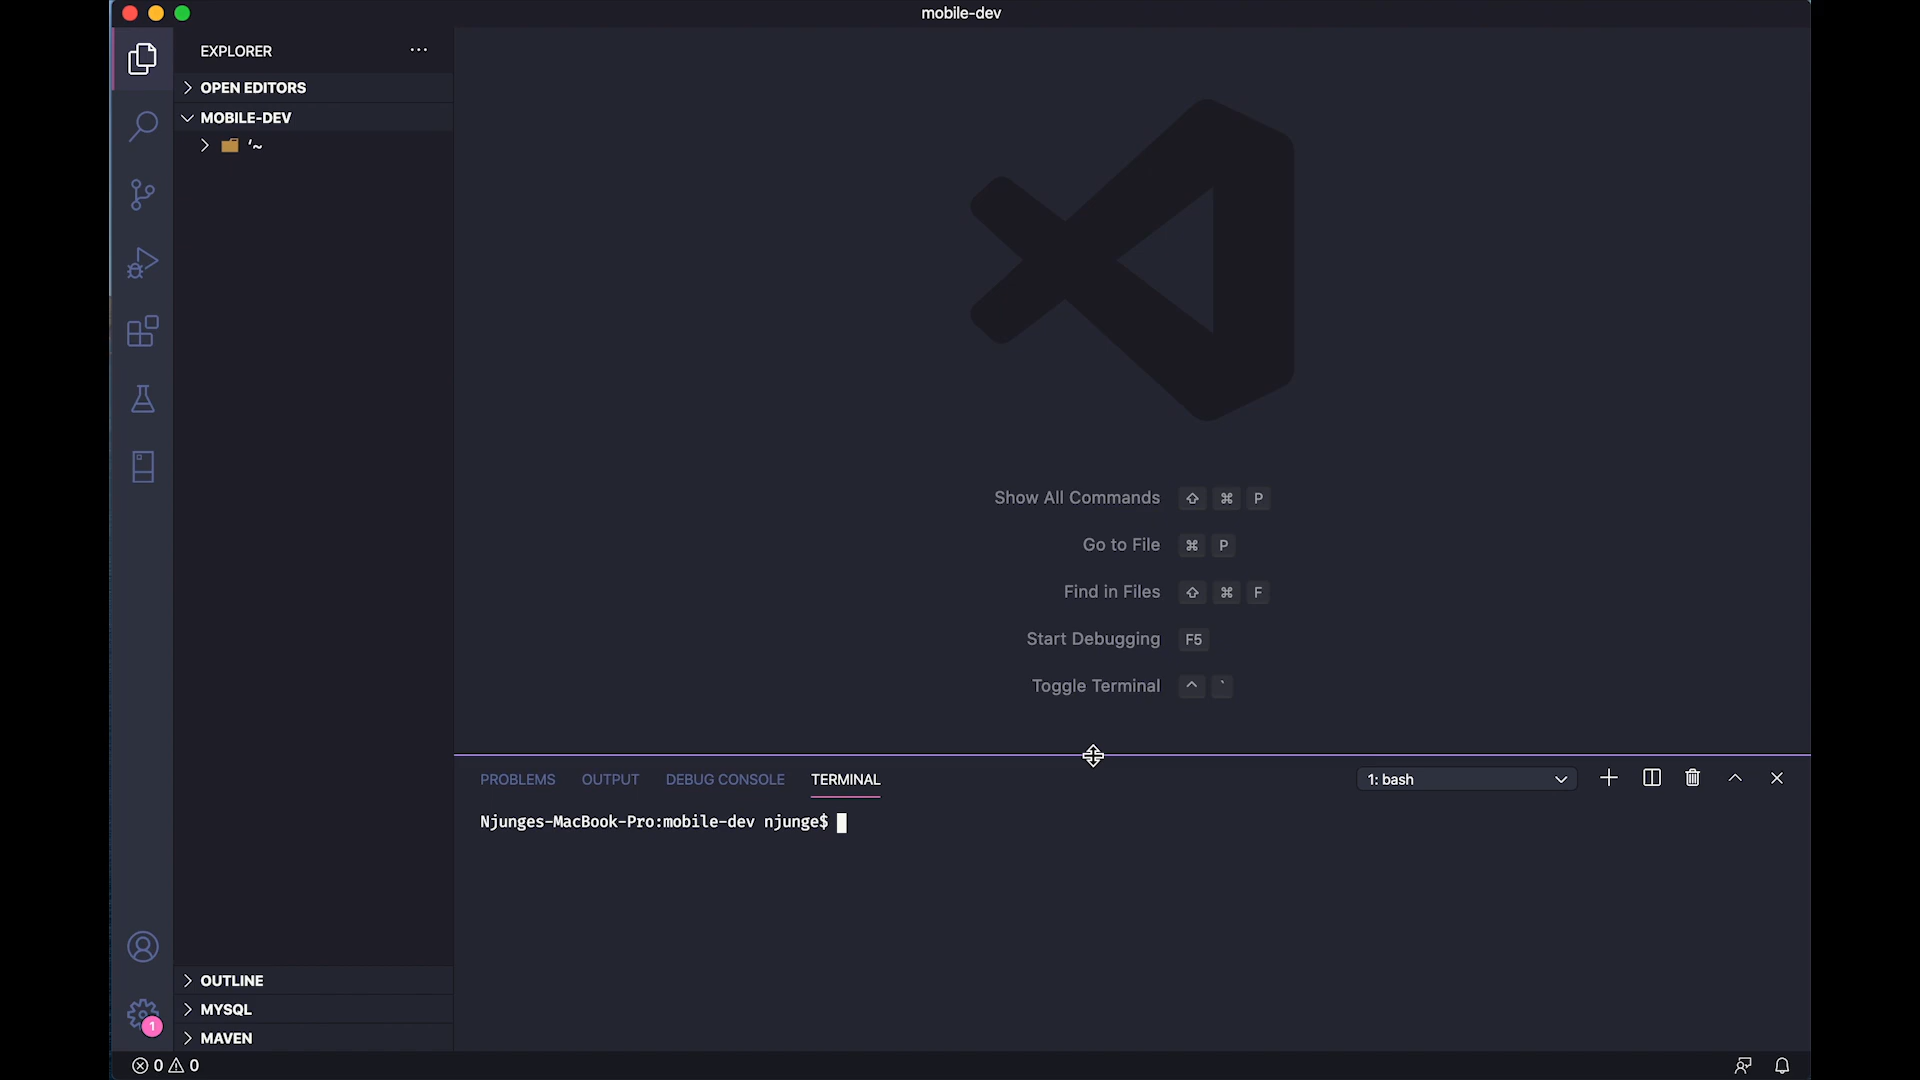 mobile-dev
EXPLORER
OPEN EDITORS
MOBILE-DEV
‘~
Show All Commands ⇧ ⌘ P
Go to File ⌘ P
Find in Files ⇧ ⌘ F
Start Debugging F5
Toggle Terminal ^ `
PROBLEMS OUTPUT DEBUG CONSOLE TERMINAL 1: bash
Njunges-MacBook-Pro:mobile-dev njunge$
OUTLINE
MYSQL
1
MAVEN
0 0